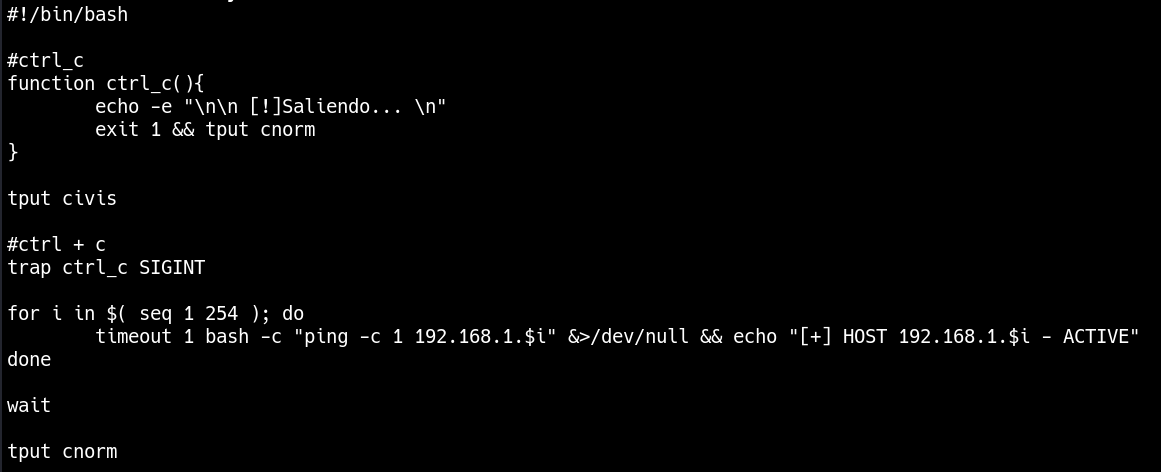 #!/bin/bash
#ctrl_c
function ctrl_c(){
echo -e "\n\n [!]Saliendo... \n"
exit 1 && tput cnorm
}
tput civis
#ctrl + c
trap ctrl_c SIGINT
for i in $( seq 1 254 ); do
timeout 1 bash -c "ping -c 1 192.168.1.$i" &>/dev/null && echo "[+] HOST 192.168.1.$i - ACTIVE"
done
wait
tput cnorm